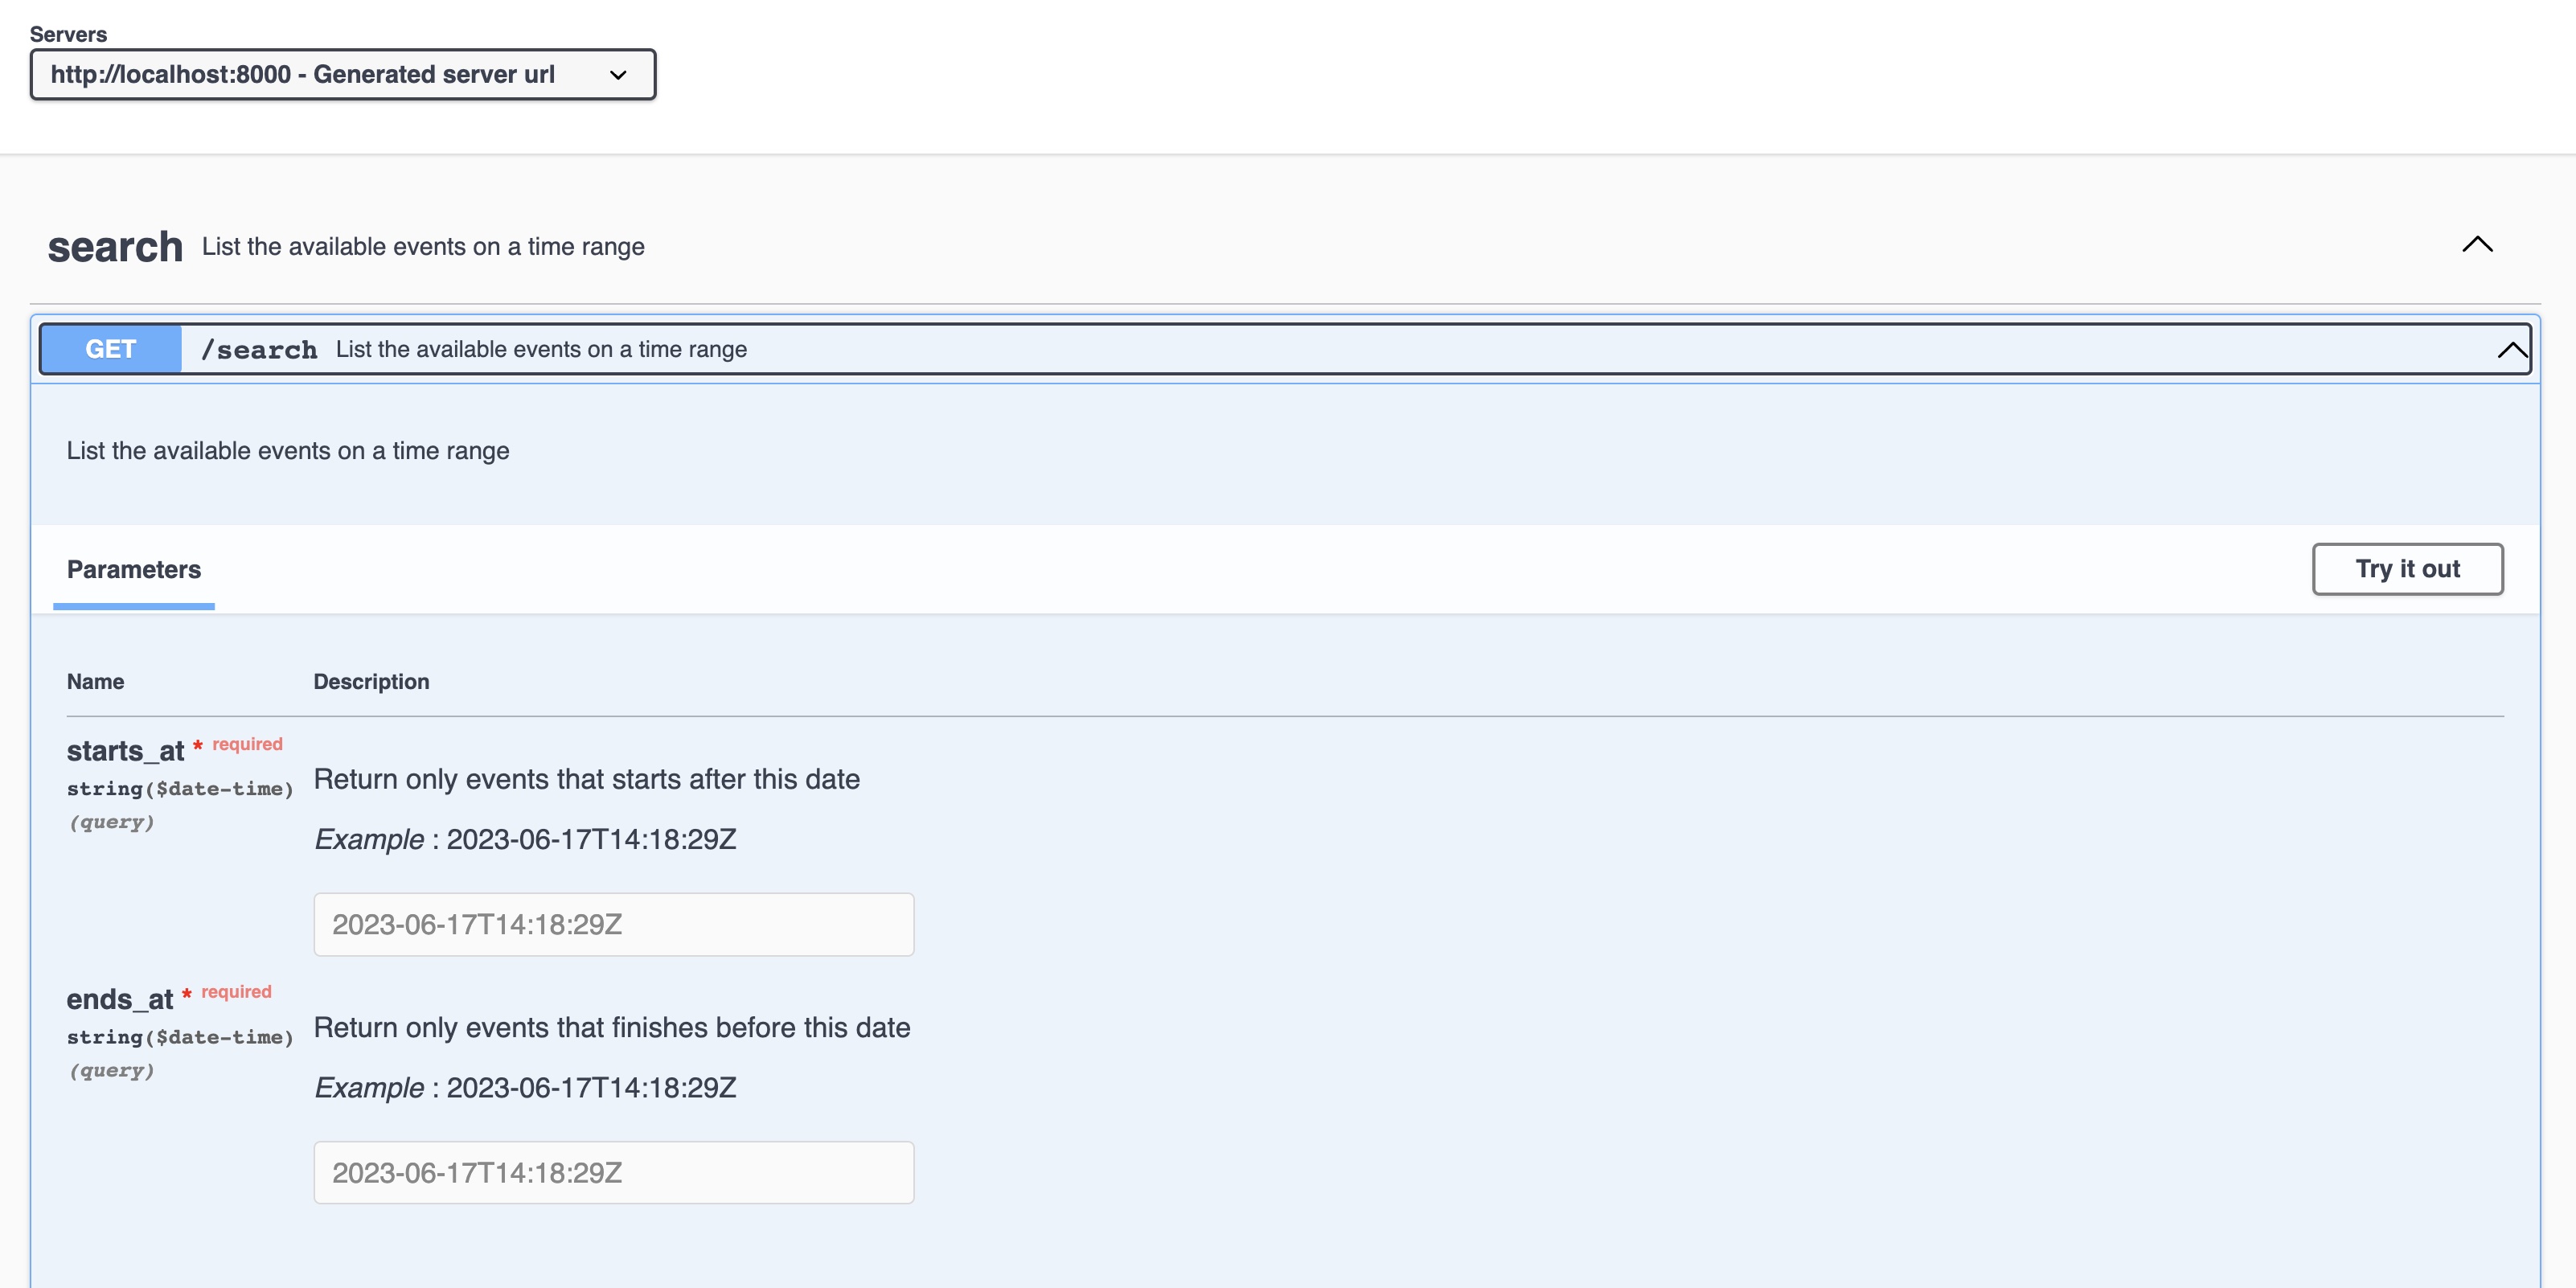 Servers
http://localhost:8000 - Generated server url
search List the available events on a time range
GET /search List the available events on a time range
List the available events on a time range
Parameters
Try it out
Name Description
starts_at * required
string($date-time)
(query)
Return only events that starts after this date
Example : 2023-06-17T14:18:29Z
2023-06-17T14:18:29Z
ends_at * required
string($date-time)
(query)
Return only events that finishes before this date
Example : 2023-06-17T14:18:29Z
2023-06-17T14:18:29Z